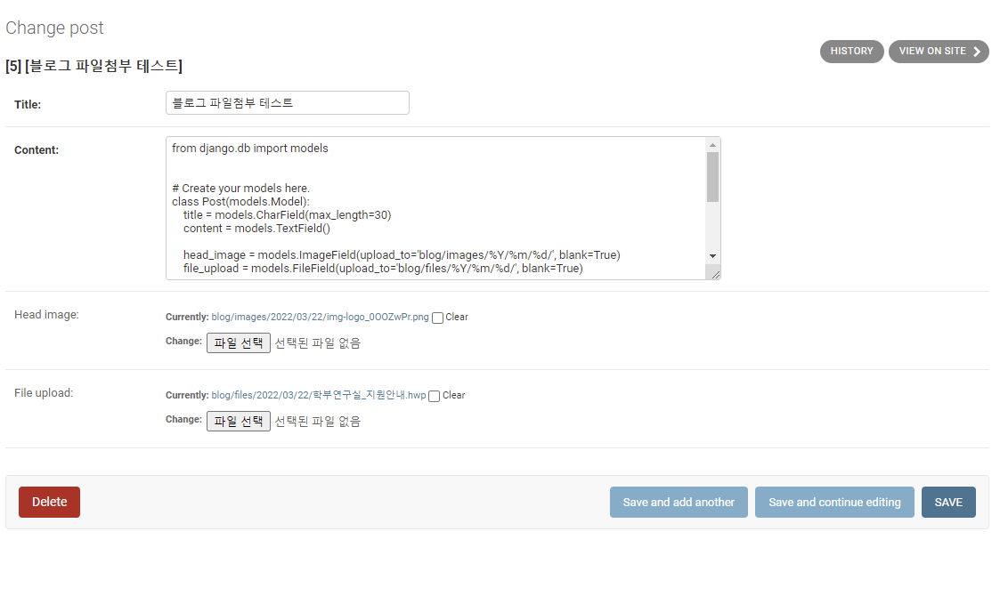 Change post
HISTORY
VIEW ON SITE
[5] [블로그 파일첨부 테스트]
Title:
블로그 파일첨부 테스트
Content:
from django.db import models
# Create your models here.
class Post(models.Model):
title = models.CharField(max_length=30)
content = models.TextField()
head_image = models.ImageField(upload_to='blog/images/%Y/%m/%d/', blank=True)
file_upload = models.FileField(upload_to='blog/files/%Y/%m/%d/', blank=True)
Head image:
Currently: blog/images/2022/03/22/img-logo_0OOZwPr.png Clear
Change: 파일 선택 선택된 파일 없음
File upload:
Currently: blog/files/2022/03/22/학부연구실_지원안내.hwp Clear
Change: 파일 선택 선택된 파일 없음
Delete
Save and add another
Save and continue editing
SAVE